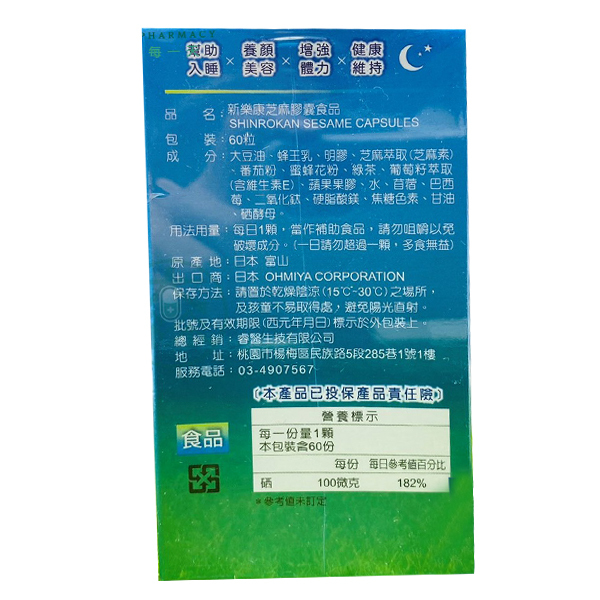 PHARMACY
每一 幫助入睡 × 養顏美容 × 增強體力 × 健康維持
品名：新樂康芝麻膠囊食品
SHINROKAN SESAME CAPSULES
包裝：60粒
成分：大豆油、蜂王乳、明膠、芝麻萃取(芝麻素)
、番茄粉、蜜蜂花粉、綠茶、葡萄籽萃取
(含維生素E)、蘋果果膠、水、苜蓿、巴西
莓、二氧化鈦、硬脂酸鎂、焦糖色素、甘油
、硒酵母。
用法用量：每日1顆，當作補助食品，請勿咀嚼以免
破壞成分。(一日請勿超過一顆，多食無益)
原產地：日本 富山
出口商：日本 OHMIYA CORPORATION
保存方法：請置於乾燥陰涼(15℃~30℃)之場所，
及孩童不易取得處，避免陽光直射。
批號及有效期限(西元年月日)標示於外包裝上。
總經銷：睿醫生技有限公司
地址：桃園市楊梅區民族路5段285巷1號1樓
服務電話：03-4907567
(本產品已投保產品責任險)
食品
營養標示
每一份量1顆
本包裝含60份
每份 每日參考值百分比
硒 100微克 182%
*參考值未訂定